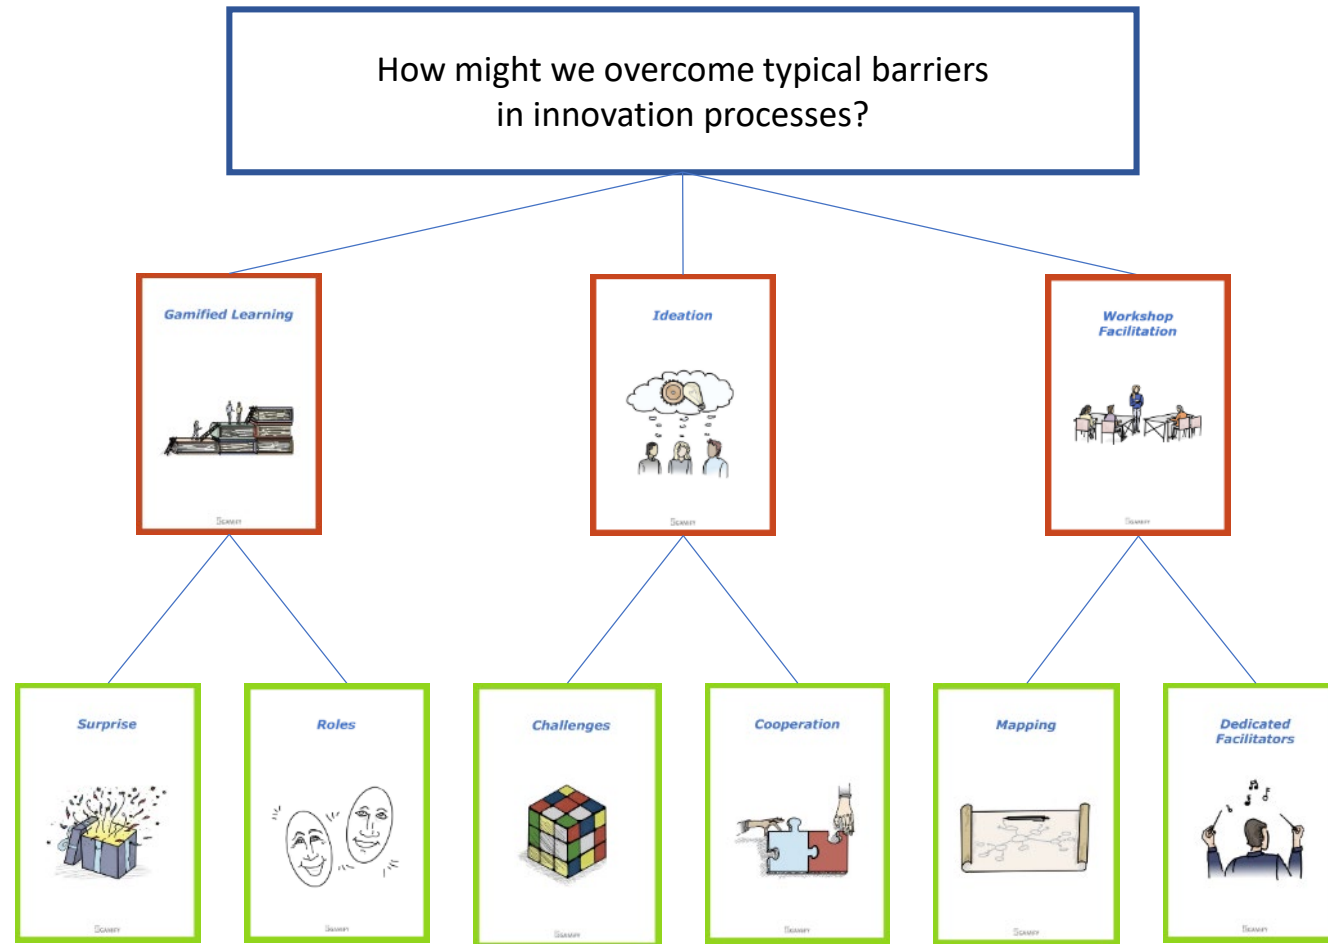 How might we overcome typical barriers
in innovation processes?
Gamified Learning
Ideation
Workshop
Facilitation
Surprise
Roles
Challenges
Cooperation
Mapping
Dedicated
Facilitators